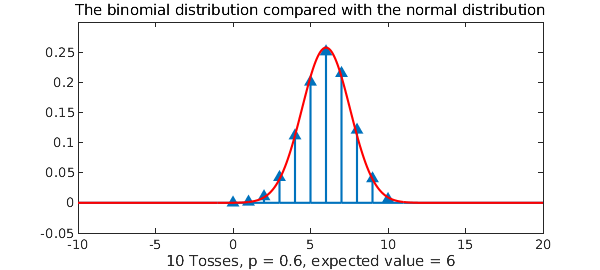 The binomial distribution compared with the normal distribution
0.25
0.2
0.15
0.1
0.05
0
-0.05
-10 -5 0 5 10 15 20
10 Tosses, p = 0.6, expected value = 6